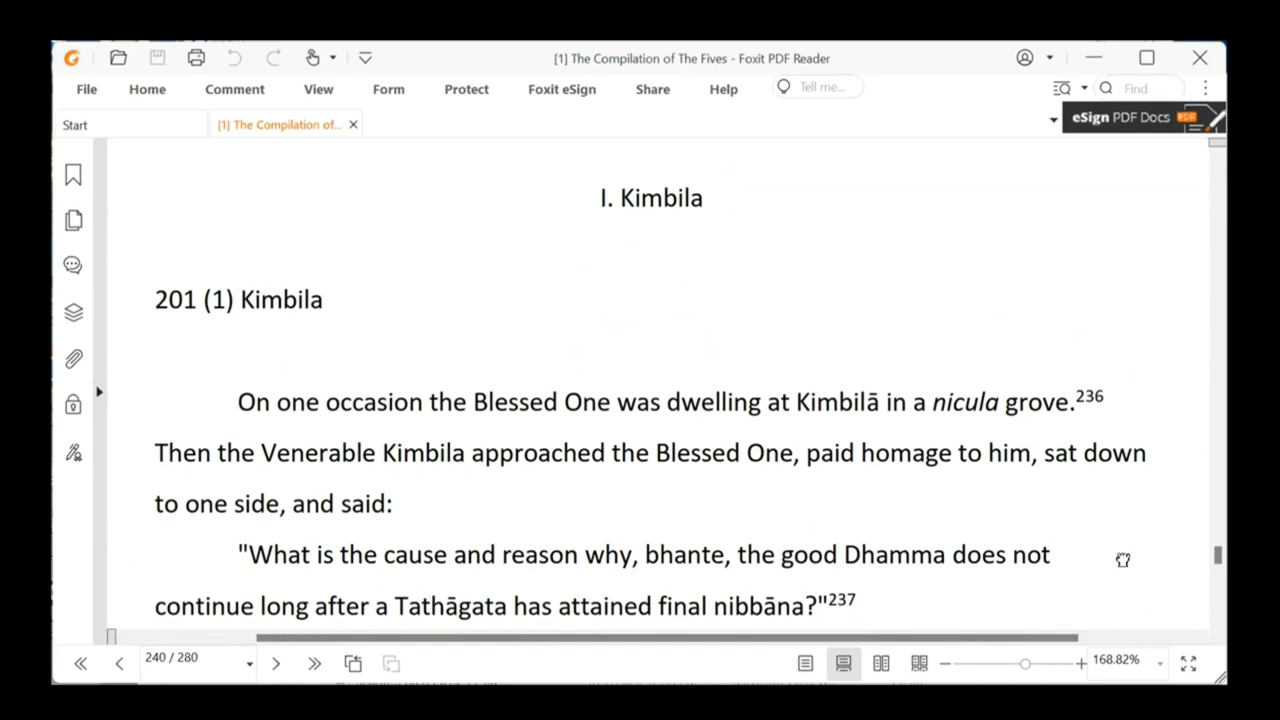 [1] The Compilation of The Fives - Foxit PDF Reader
File Home Comment View Form Protect Foxit eSign Share Help Tell me... Find
Start [1] The Compilation of... eSign PDF Docs PDF
I. Kimbila
201 (1) Kimbila
On one occasion the Blessed One was dwelling at Kimbilā in a nicula grove.236
Then the Venerable Kimbila approached the Blessed One, paid homage to him, sat down
to one side, and said:
"What is the cause and reason why, bhante, the good Dhamma does not
continue long after a Tathāgata has attained final nibbāna?"237
240 / 280 168.82%